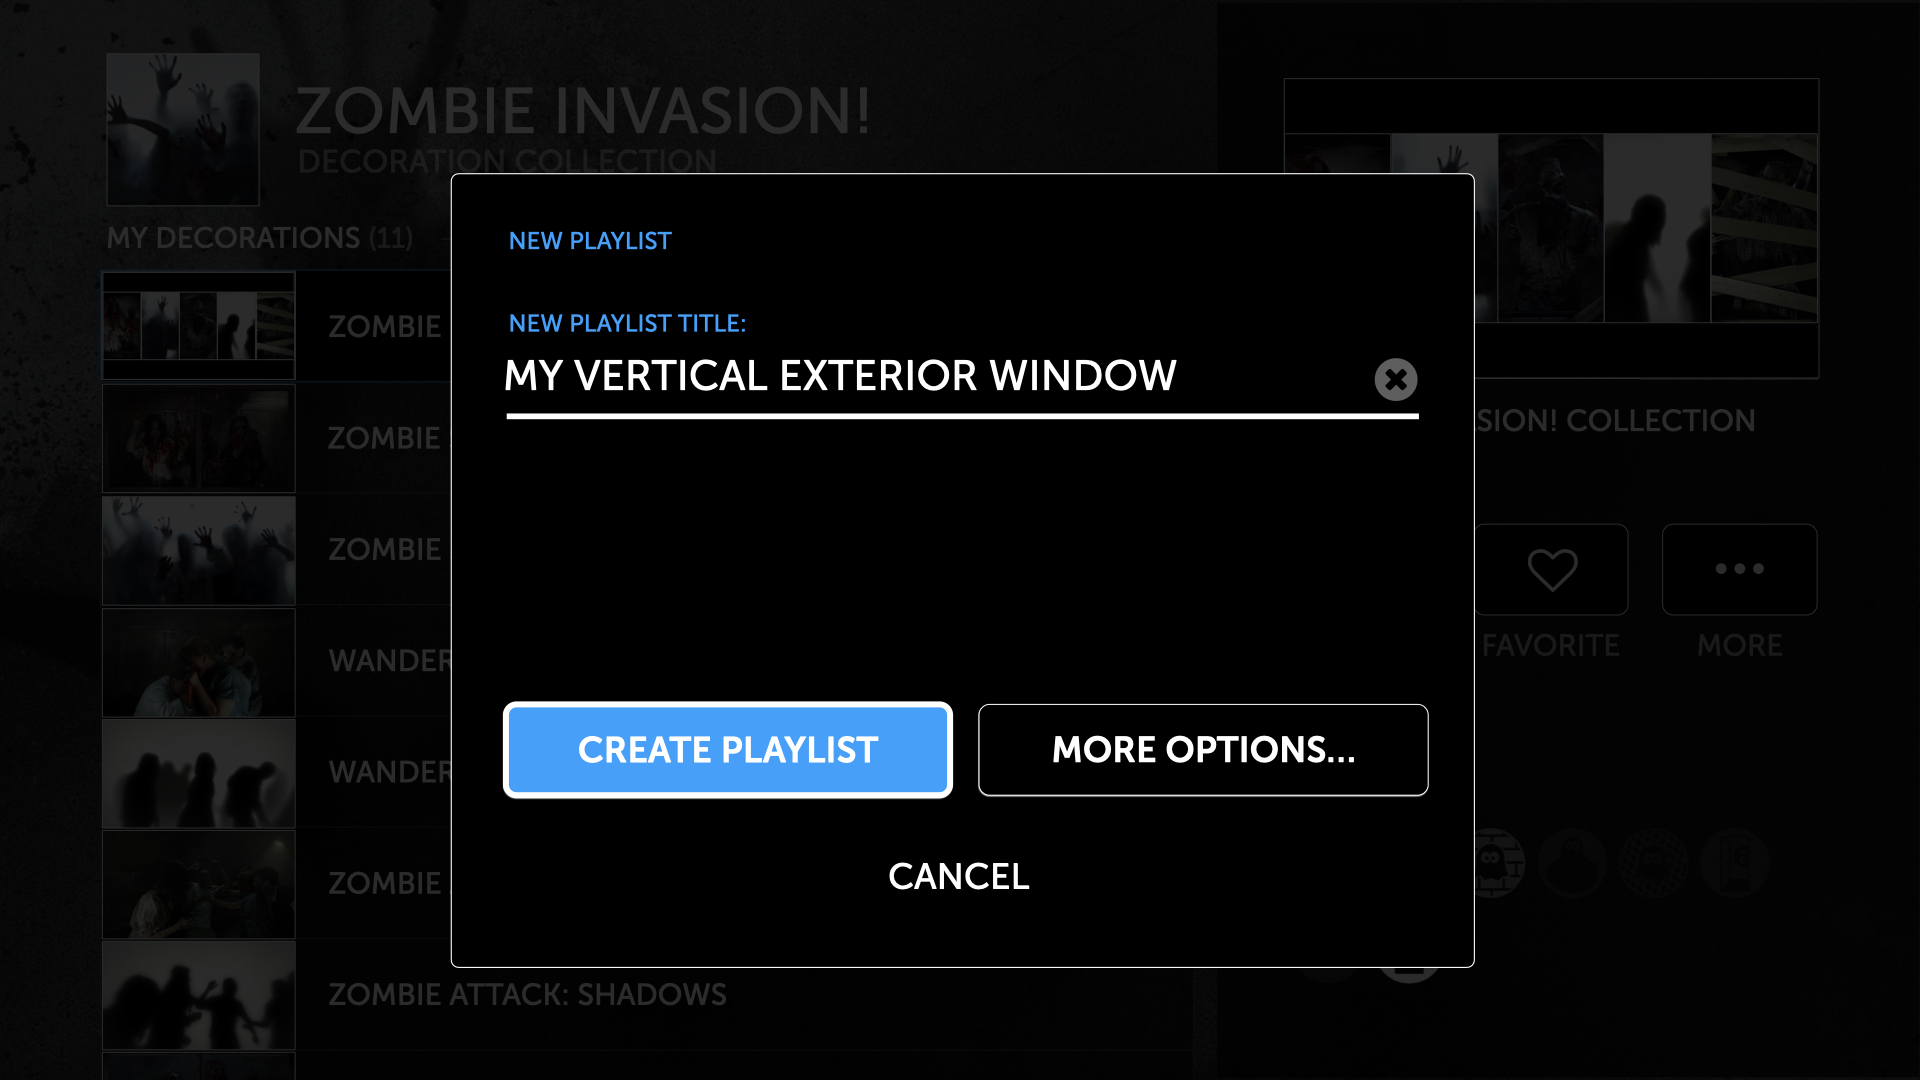 ZOMBIE INVASION!
DECORATION COLLECTION
MY DECORATIONS (11)
NEW PLAYLIST
NEW PLAYLIST TITLE:
MY VERTICAL EXTERIOR WINDOW
CREATE PLAYLIST
MORE OPTIONS...
CANCEL
ZOMBIE
ZOMBIE
ZOMBIE
WANDER
WANDER
ZOMBIE
ZOMBIE ATTACK: SHADOWS
SION! COLLECTION
FAVORITE
MORE